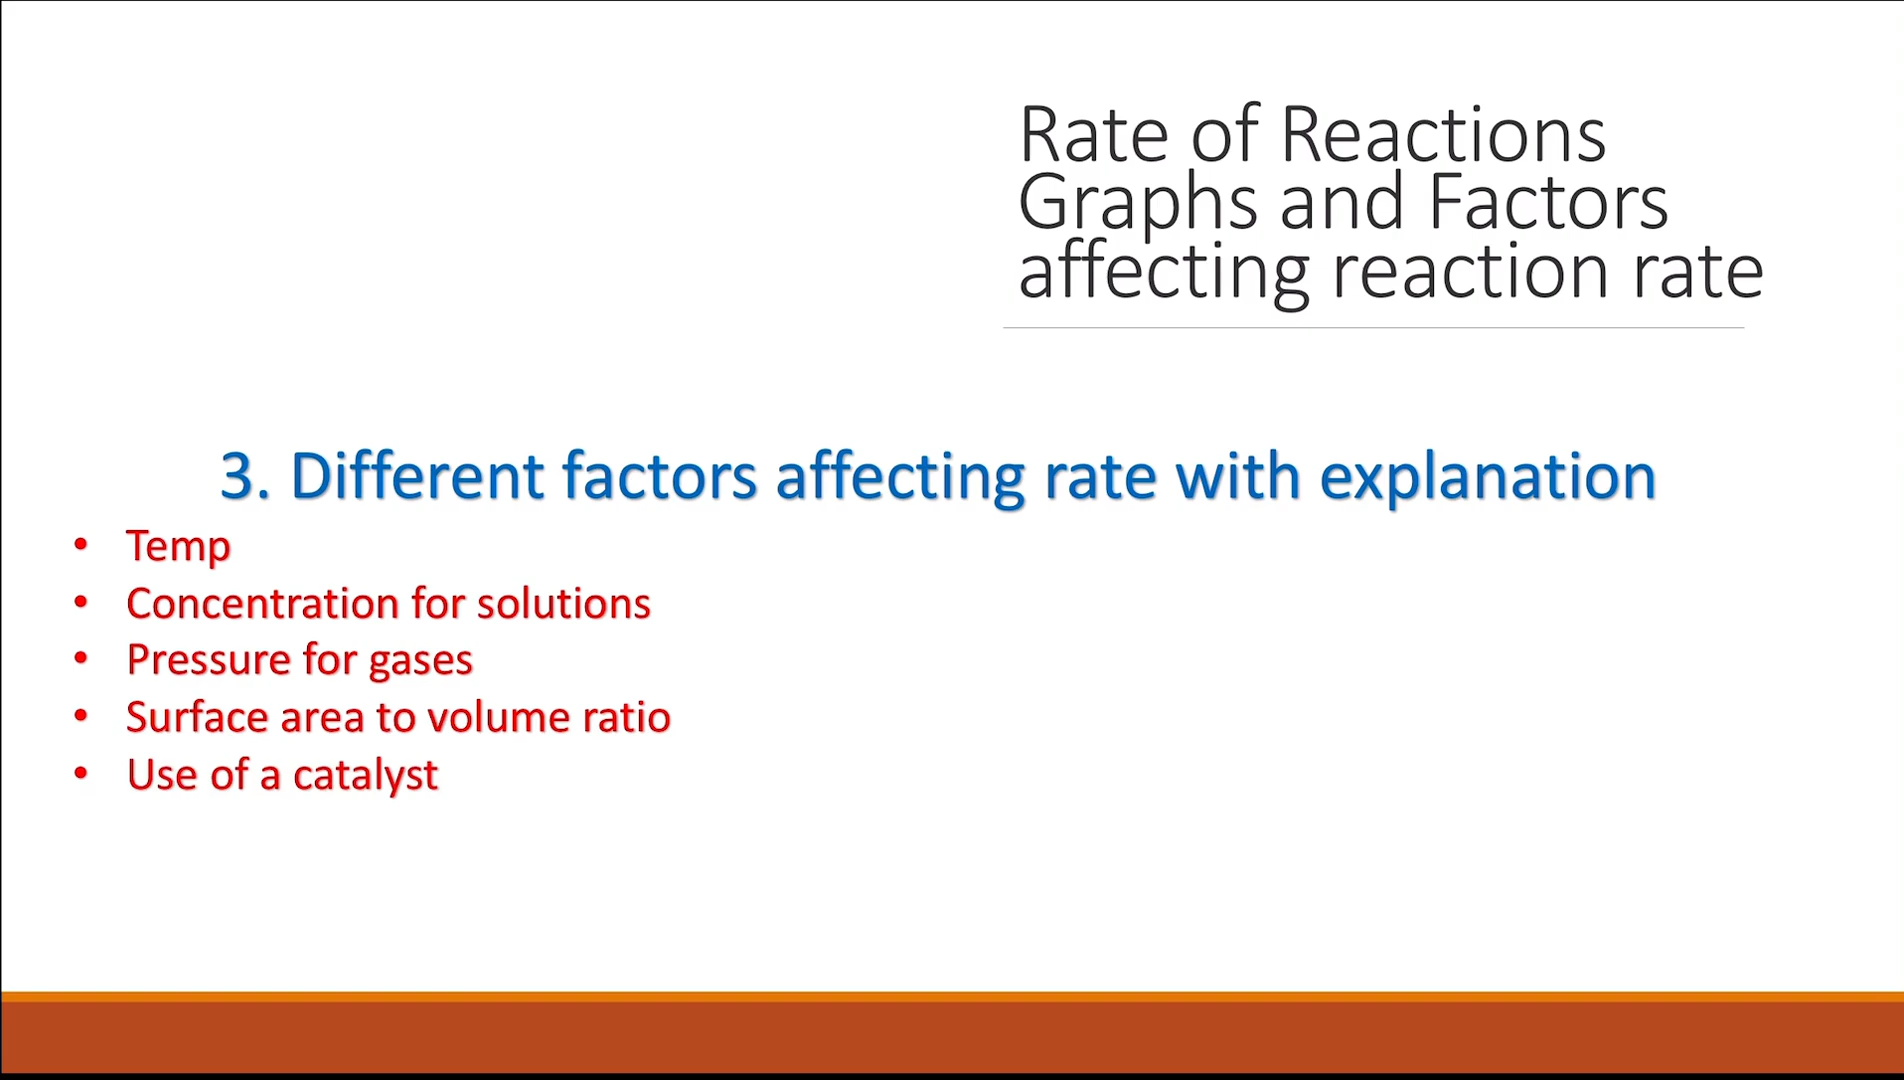 Rate of Reactions
Graphs and Factors
affecting reaction rate
3. Different factors affecting rate with explanation
• Temp
• Concentration for solutions
• Pressure for gases
• Surface area to volume ratio
• Use of a catalyst